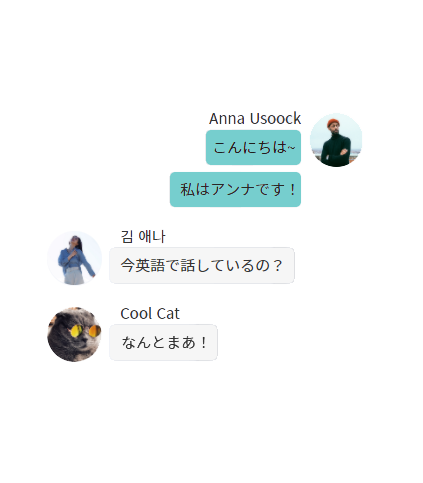 Anna Usoock
こんにちは~
私はアンナです！
김 애나
今英語で話しているの？
Cool Cat
なんとまあ！